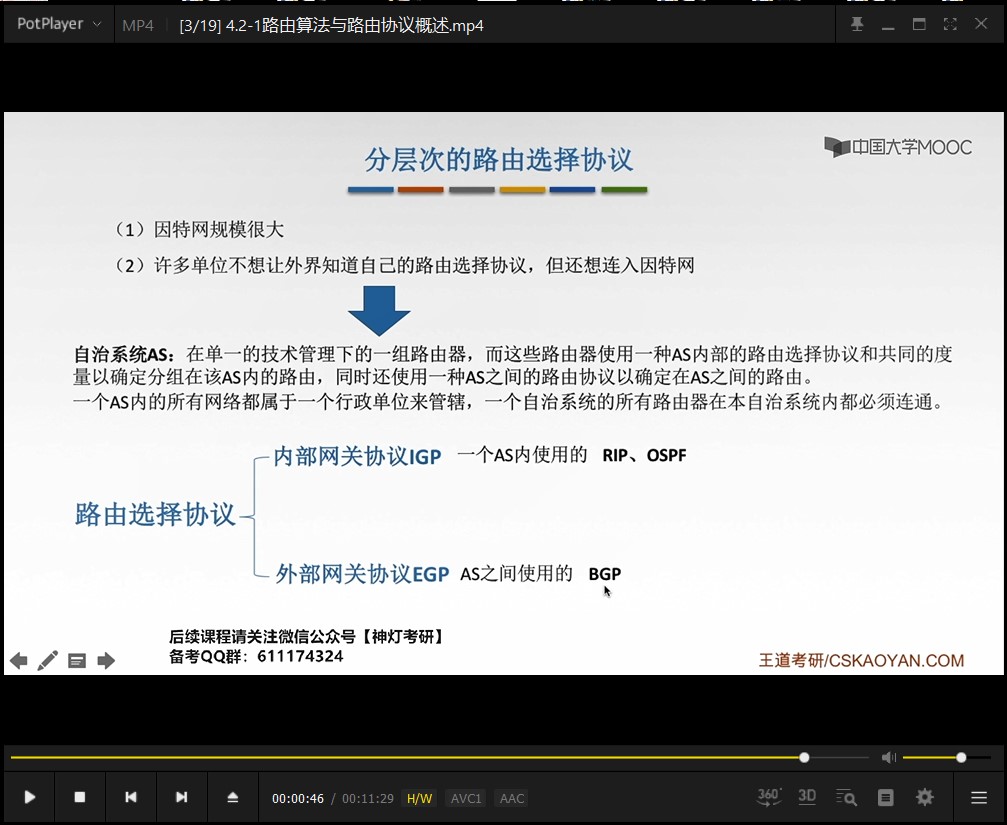 PotPlayer MP4 [3/19] 4.2-1路由算法与路由协议概述.mp4
分层次的路由选择协议
中国大学MOOC
（1）因特网规模很大
（2）许多单位不想让外界知道自己的路由选择协议，但还想连入因特网
自治系统AS：在单一的技术管理下的一组路由器，而这些路由器使用一种AS内部的路由选择协议和共同的度
量以确定分组在该AS内的路由，同时还使用一种AS之间的路由协议以确定在AS之间的路由。
一个AS内的所有网络都属于一个行政单位来管辖，一个自治系统的所有路由器在本自治系统内都必须连通。
内部网关协议IGP 一个AS内使用的 RIP、OSPF
路由选择协议
外部网关协议EGP AS之间使用的 BGP
后续课程请关注微信公众号【神灯考研】
备考QQ群：611174324
王道考研/CSKAOYAN.COM
00:00:46 / 00:11:29 H/W AVC1 AAC
360° 3D